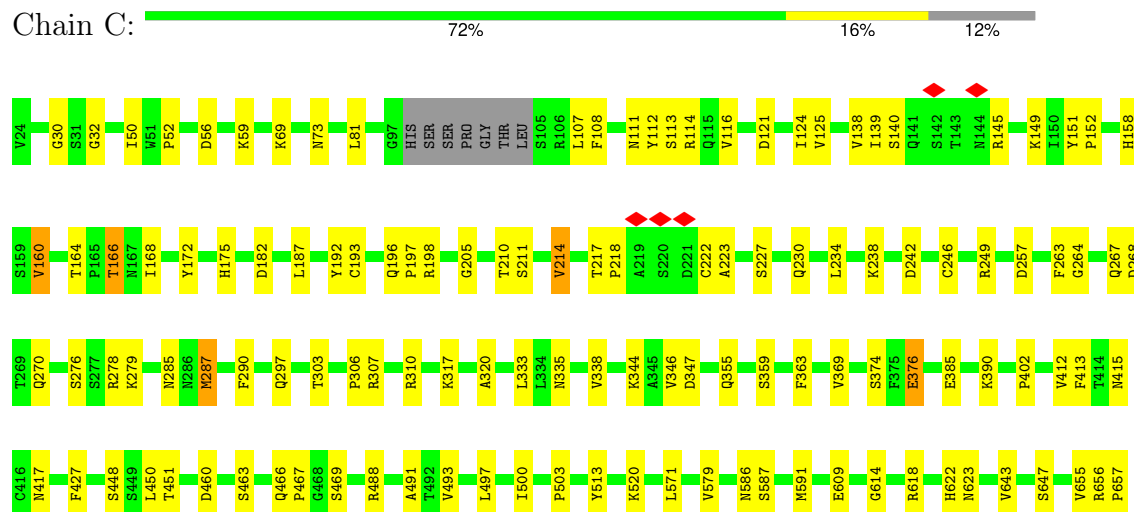 Chain C:
72% 16% 12%
V24 G30 S31 G32 I50 W51 P52 D56 K59 K69 N73 L81 G97 HIS SER SER PRO GLY THR LEU S105 R106 L107 F108 N111 Y112 S113 R114 Q115 V116 D121 I124 V125 V138 I139 S140 Q141 S142 T143 N144 R145 K149 I150 Y151 P152 H158
S159 V160 T164 P165 T166 N167 I168 Y172 H175 D182 L187 Y192 C193 Q196 P197 R198 G205 T210 S211 V214 T217 P218 A219 S220 D221 C222 A223 S227 Q230 L234 K238 D242 C246 R249 D257 F263 G264 Q267 D268
T269 Q270 S276 S277 R278 K279 N285 N286 M287 F290 Q297 T303 P306 R307 R310 K317 A320 L333 L334 N335 V338 K344 A345 V346 D347 Q355 S359 F363 V369 S374 F375 E376 E385 K390 P402 V412 F413 T414 N415
C416 N417 F427 S448 S449 L450 T451 D460 S463 Q466 P467 G468 S469 R488 A491 T492 V493 L497 I500 P503 Y513 K520 L571 V579 N586 S587 M591 E609 G614 R618 H622 N623 V643 S647 V655 R656 P657